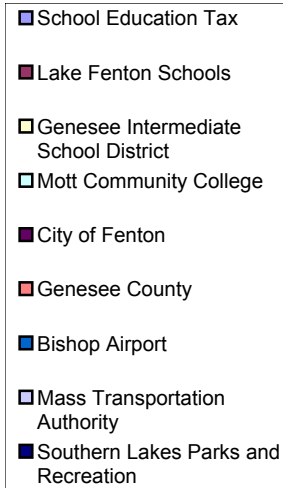 School Education Tax
Lake Fenton Schools
Genesee Intermediate
School District
Mott Community College
City of Fenton
Genesee County
Bishop Airport
Mass Transportation
Authority
Southern Lakes Parks and
Recreation